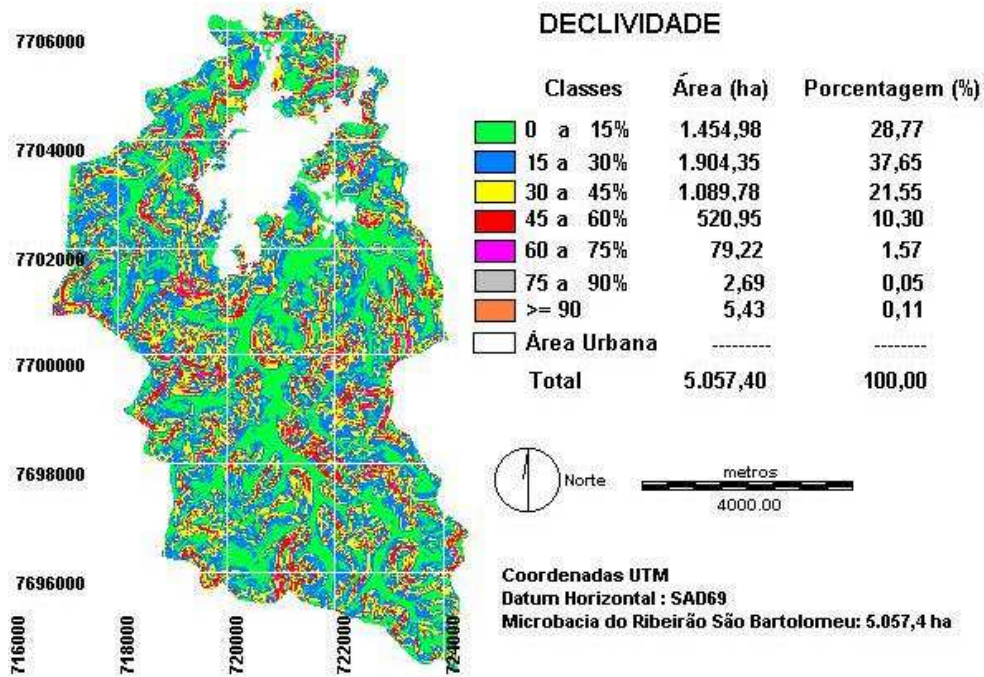 DECLIVIDADE
Classes Área (ha) Porcentagem (%)
0 a 15% 1.454,98 28,77
15 a 30% 1.904,35 37,65
30 a 45% 1.089,78 21,55
45 a 60% 520,95 10,30
60 a 75% 79,22 1,57
75 a 90% 2,69 0,05
>= 90 5,43 0,11
Área Urbana --------- -------
Total 5.057,40 100,00
7706000
7704000
7702000
7700000
7698000
7696000
716000
718000
720000
722000
724000
Norte
metros
4000.00
Coordenadas UTM
Datum Horizontal : SAD69
Microbacia do Ribeirão São Bartolomeu: 5.057,4 ha